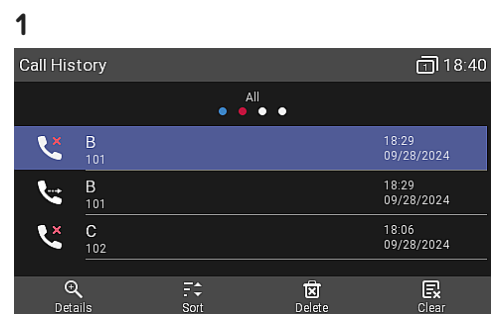 1
Call History 1 18:40
All
B 18:29
101 09/28/2024
B 18:29
101 09/28/2024
C 18:06
102 09/28/2024
Details Sort Delete Clear